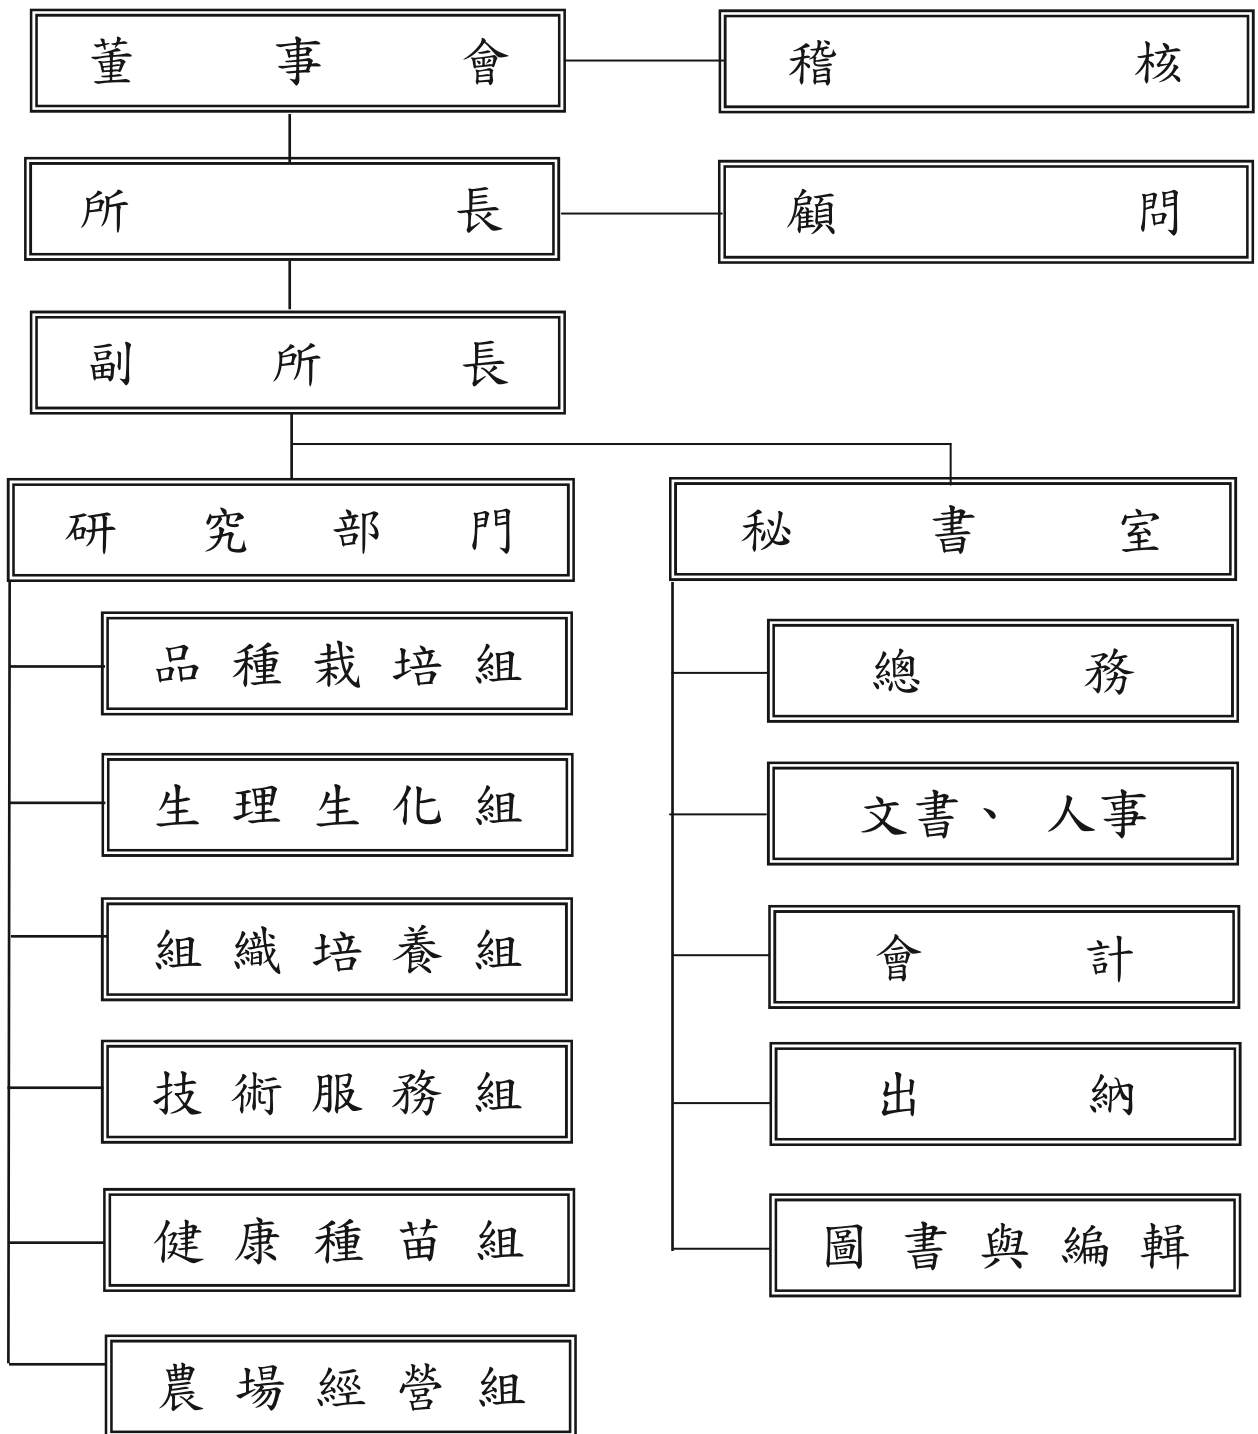 董事會
稽核
所長
顧問
副所長
研究部門
秘書室
品種栽培組
生理生化組
組織培養組
技術服務組
健康種苗組
農場經營組
總務
文書、人事
會計
出納
圖書與編輯